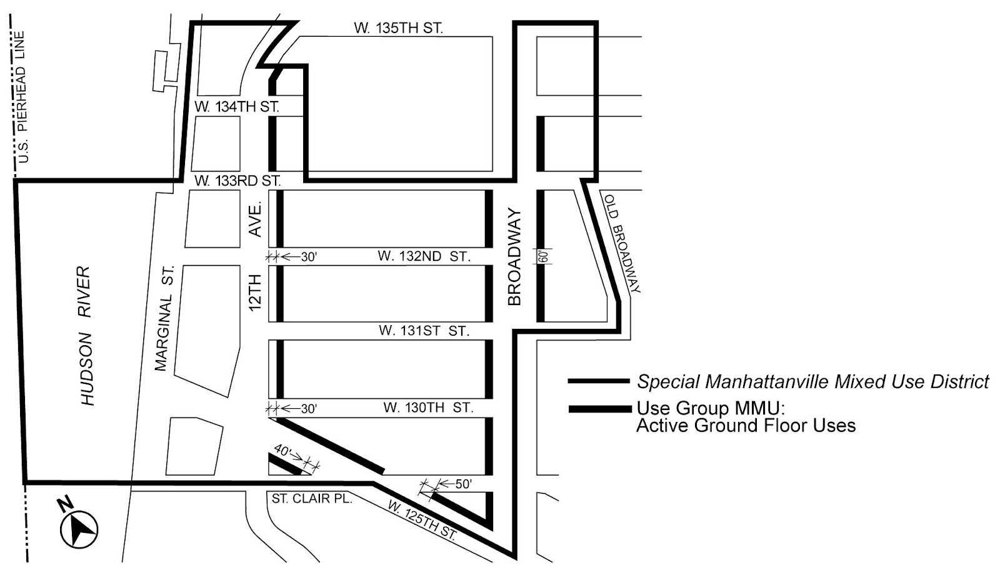 W. 135TH ST.
U.S. PIERHEAD LINE
W. 134TH ST.
W. 133RD ST.
12TH AVE.
BROADWAY
OLD BROADWAY
30'
W. 132ND ST.
60'
HUDSON RIVER
MARGINAL ST.
W. 131ST ST.
Special Manhattanville Mixed Use District
30'
W. 130TH ST.
Use Group MMU:
Active Ground Floor Uses
40'
50'
ST. CLAIR PL.
W. 125TH ST.
N